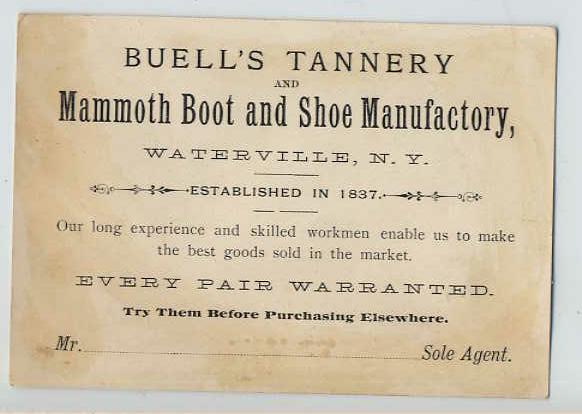 BUELL'S TANNERY
AND
Mammoth Boot and Shoe Manufactory,
WATERVILLE, N. Y.
ESTABLISHED IN 1837.
Our long experience and skilled workmen enable us to make
the best goods sold in the market.
EVERY PAIR WARRANTED.
Try Them Before Purchasing Elsewhere.
Mr. Sole Agent.